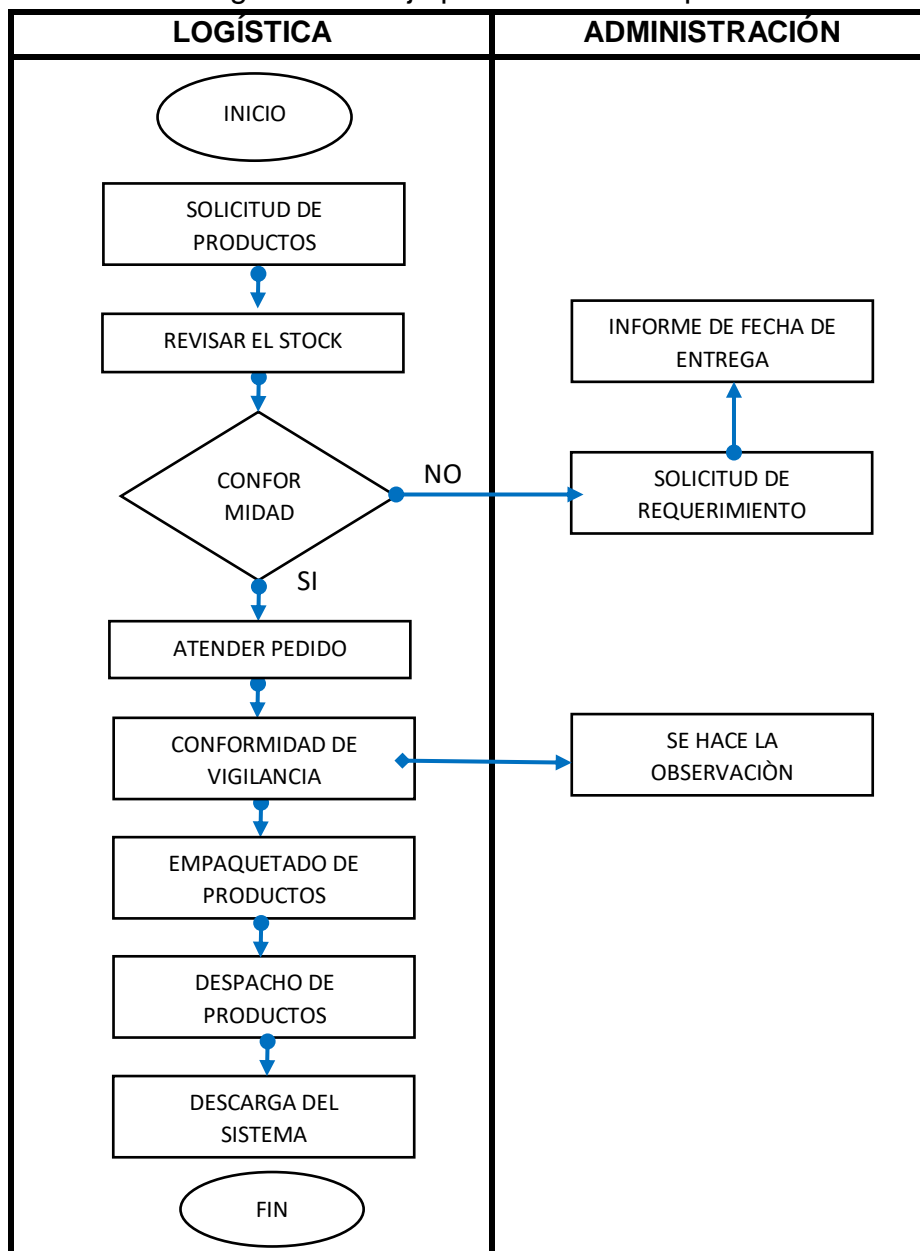 LOGÍSTICA
ADMINISTRACIÓN
INICIO
SOLICITUD DE
PRODUCTOS
REVISAR EL STOCK
INFORME DE FECHA DE
ENTREGA
CONFOR
MIDAD
NO
SOLICITUD DE
REQUERIMIENTO
SI
ATENDER PEDIDO
CONFORMIDAD DE
VIGILANCIA
SE HACE LA
OBSERVACIÒN
EMPAQUETADO DE
PRODUCTOS
DESPACHO DE
PRODUCTOS
DESCARGA DEL
SISTEMA
FIN